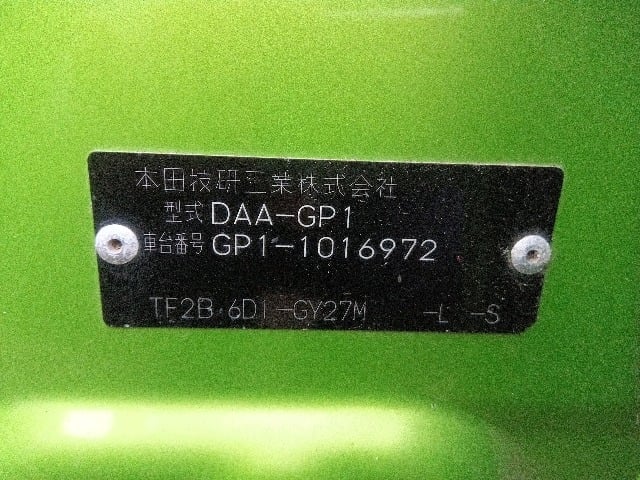 本田技研工業株式会社
型式 DAA-GP1
車台番号 GP1-1016972
TF2B 6D1 -GY27M -L -S